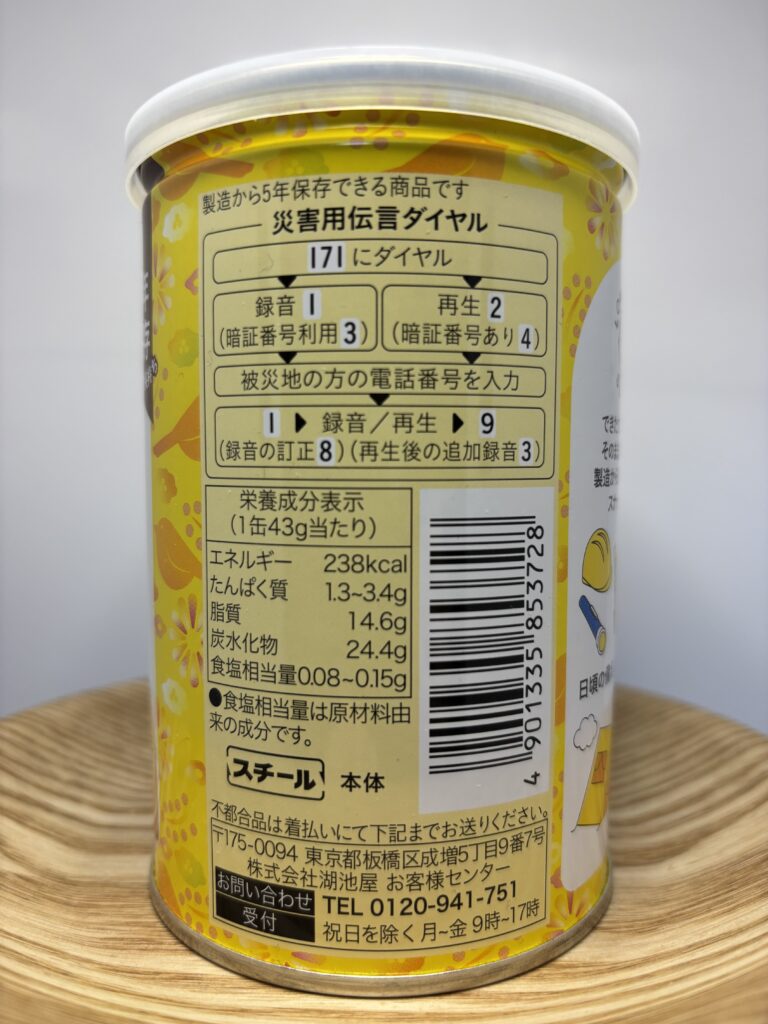 製造から5年保存できる商品です
災害用伝言ダイヤル
171にダイヤル
録音1
(暗証番号利用3)
再生2
(暗証番号あり4)
被災地の方の電話番号を入力
1▶録音/再生▶9
(録音の訂正8)(再生後の追加録音3)
栄養成分表示
(1缶43g当たり)
エネルギー 238kcal
たんぱく質 1.3~3.4g
脂質 14.6g
炭水化物 24.4g
食塩相当量0.08~0.15g
●食塩相当量は原材料由
来の成分です。
スチール 本体
4 901335 853728
不都合品は着払いにて下記までお送りください。
〒175-0094 東京都板橋区成増5丁目9番7号
株式会社湖池屋 お客様センター
お問い合わせ
受付
TEL 0120-941-751
祝日を除く月~金 9時~17時
できた
そのま
製造か
日頃の備